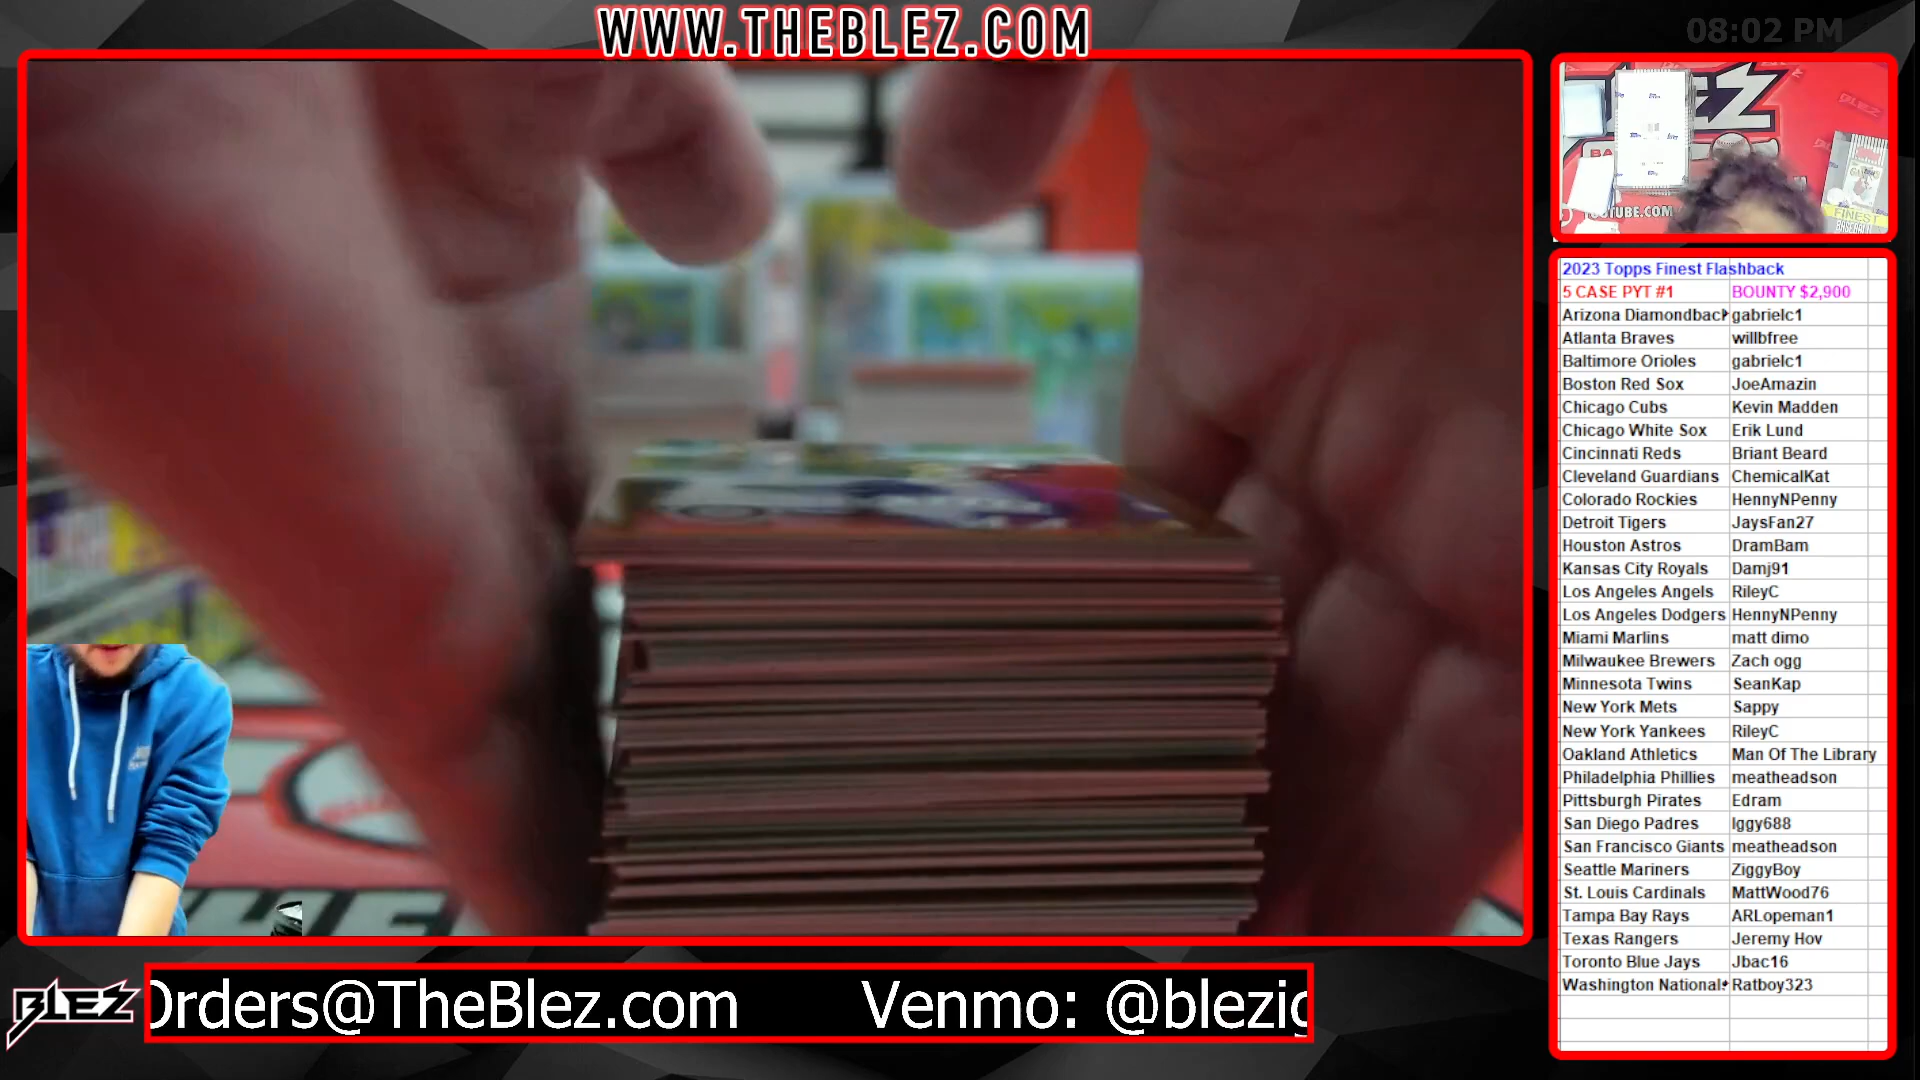 WWW.THEBLEZ.COM
08:02 PM
BLEZ
YOUTUBE.COM
FINEST
BASEBALL
2023 Topps Finest Flashback
5 CASE PYT #1 BOUNTY $2,900
Arizona Diamondback gabrielc1
Atlanta Braves willbfree
Baltimore Orioles gabrielc1
Boston Red Sox JoeAmazin
Chicago Cubs Kevin Madden
Chicago White Sox Erik Lund
Cincinnati Reds Briant Beard
Cleveland Guardians ChemicalKat
Colorado Rockies HennyNPenny
Detroit Tigers JaysFan27
Houston Astros DramBam
Kansas City Royals Damj91
Los Angeles Angels RileyC
Los Angeles Dodgers HennyNPenny
Miami Marlins matt dimo
Milwaukee Brewers Zach ogg
Minnesota Twins SeanKap
New York Mets Sappy
New York Yankees RileyC
Oakland Athletics Man Of The Library
Philadelphia Phillies meatheadson
Pittsburgh Pirates Edram
San Diego Padres Iggy688
San Francisco Giants meatheadson
Seattle Mariners ZiggyBoy
St. Louis Cardinals MattWood76
Tampa Bay Rays ARLopeman1
Texas Rangers Jeremy Hov
Toronto Blue Jays Jbac16
Washington Nationals Ratboy323
BLEZ
Orders@TheBlez.com Venmo: @blezig